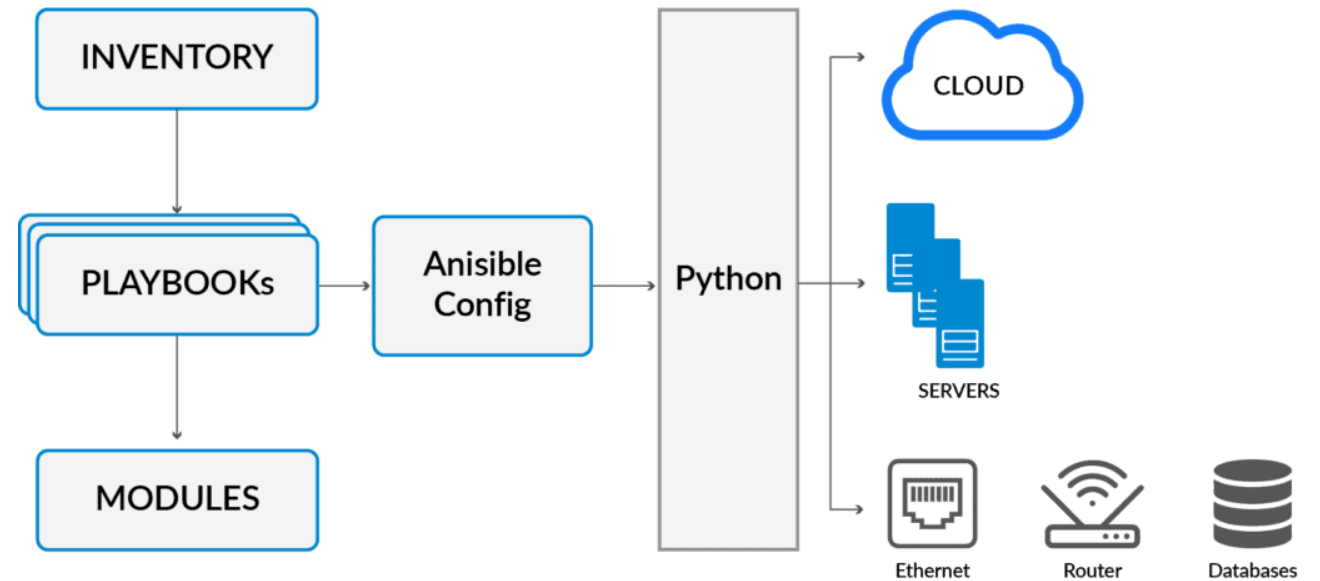 INVENTORY
PLAYBOOKs
MODULES
Anisible
Config
Python
CLOUD
SERVERS
Ethernet
Router
Databases